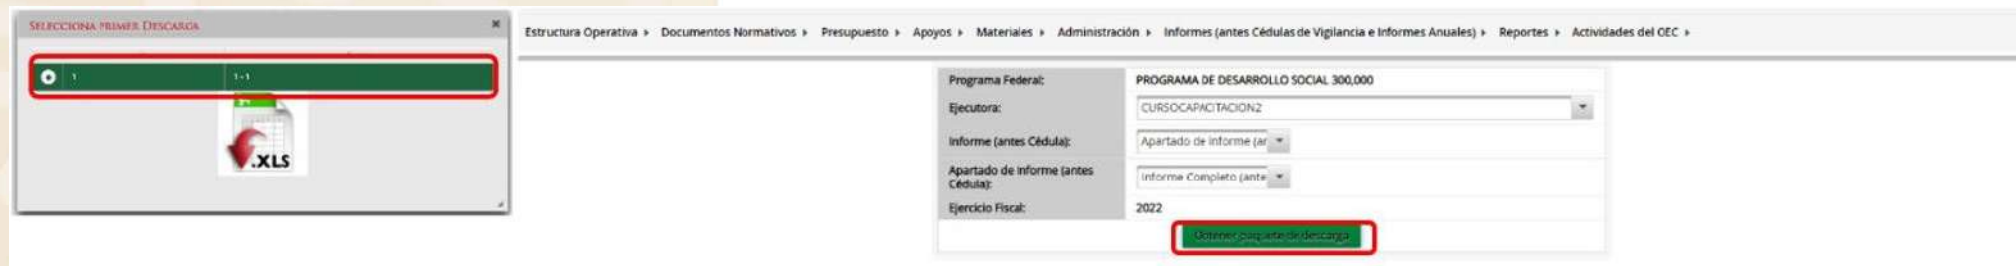 SELECCIONA PRIMER DESCARGA
1 1 - 1
.XLS
Estructura Operativa Documentos Normativos Presupuesto Apoyos Materiales Administración Informes (antes Cédulas de Vigilancia e Informes Anuales) Reportes Actividades del OEC
Programa Federal: PROGRAMA DE DESARROLLO SOCIAL 300,000
Ejecutora: CURSOCAPACITACION2
Informe (antes Cédula): Apartado de Informe (ar
Apartado de Informe (antes
Cédula): Informe Completo (ante
Ejercicio Fiscal: 2022
Obtener paquete de descarga